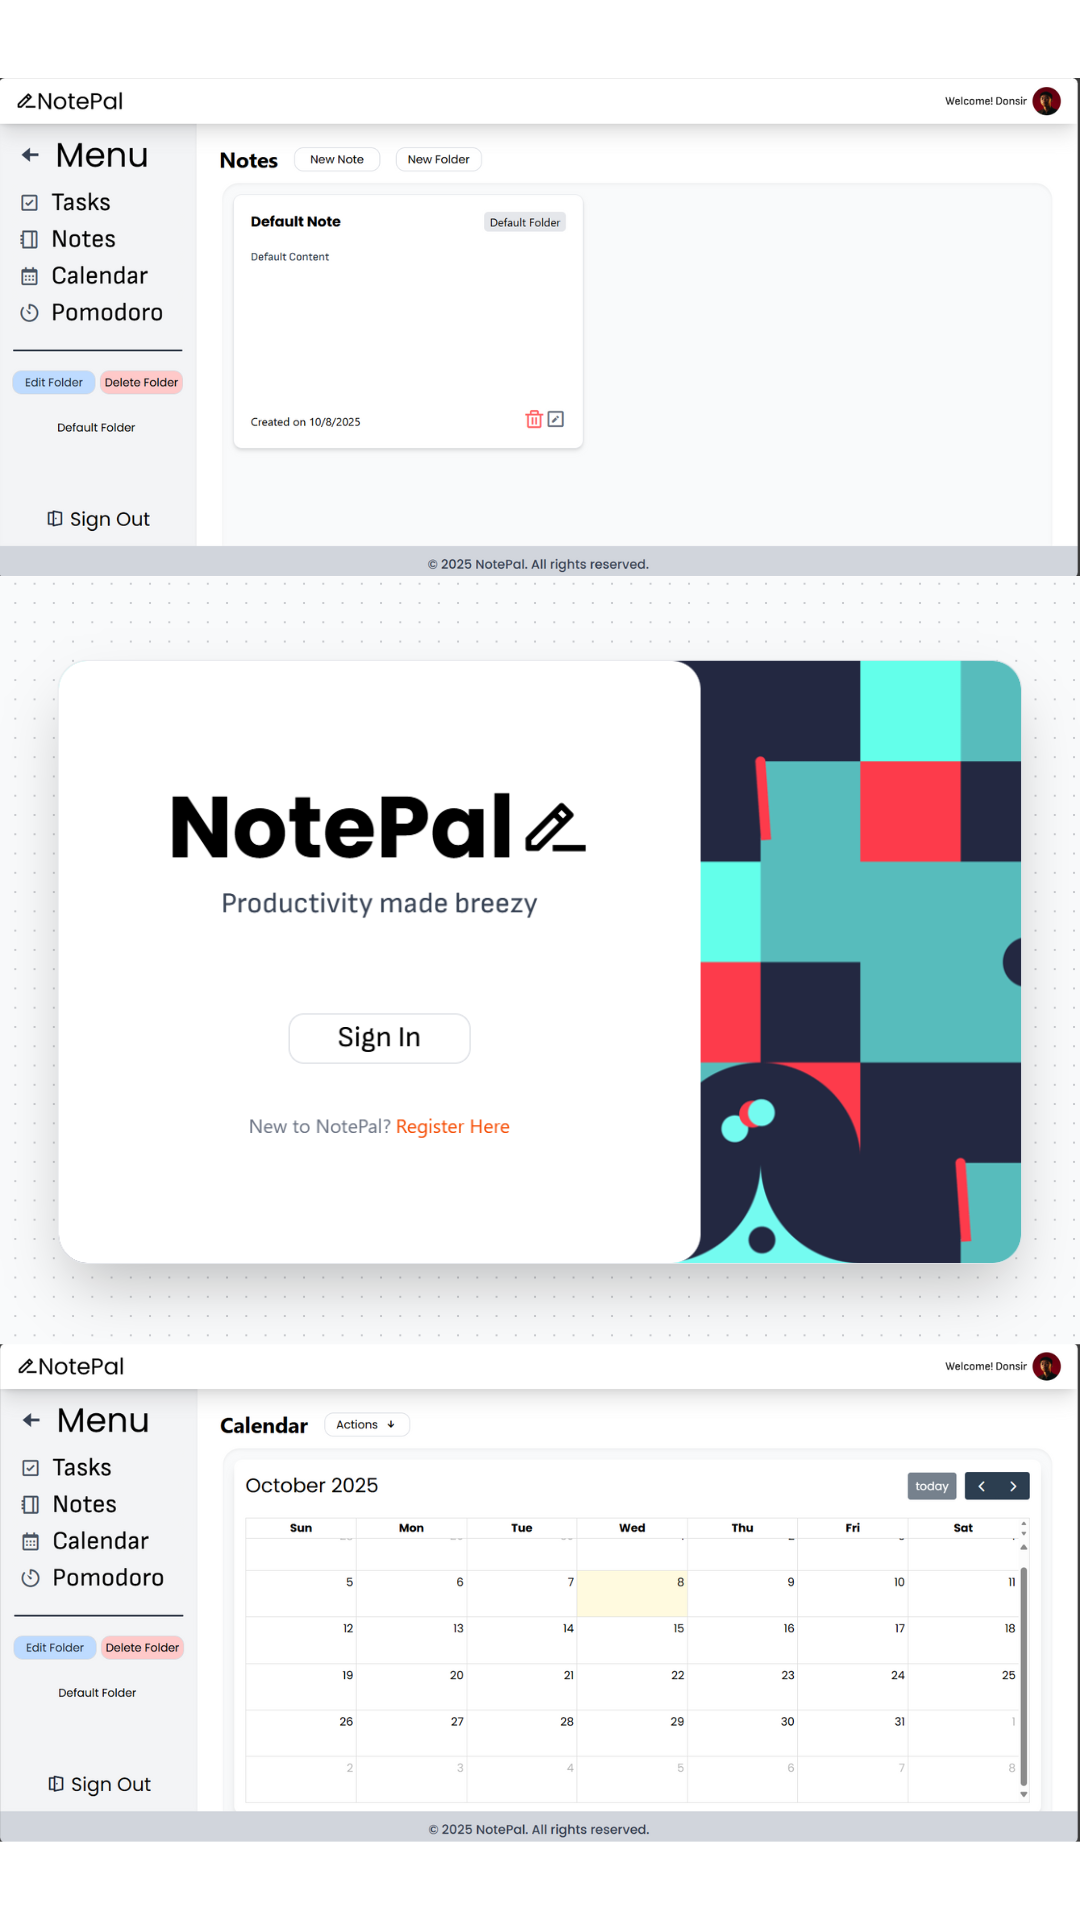 NotePal
Welcome! Donsir
Menu
Tasks
Notes
Calendar
Pomodoro
Edit Folder Delete Folder
Default Folder
Sign Out
Notes New Note New Folder
Default Note Default Folder
Default Content
Created on 10/8/2025
© 2025 NotePal. All rights reserved.
NotePal
Productivity made breezy
Sign In
New to NotePal? Register Here
NotePal
Welcome! Donsir
Menu
Tasks
Notes
Calendar
Pomodoro
Edit Folder Delete Folder
Default Folder
Sign Out
Calendar Actions
October 2025 today
Sun Mon Tue Wed Thu Fri Sat
5 6 7 8 9 10 11
12 13 14 15 16 17 18
19 20 21 22 23 24 25
26 27 28 29 30 31 1
2 3 4 5 6 7 8
© 2025 NotePal. All rights reserved.